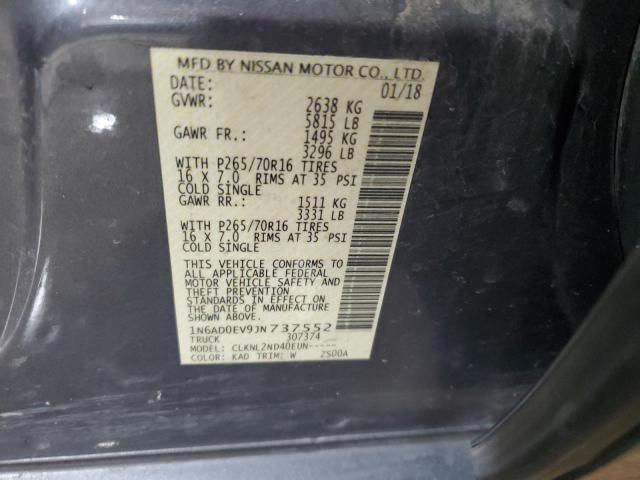 MFD BY NISSAN MOTOR CO., LTD.
DATE: 01/18
GVWR: 2638 KG
5815 LB
GAWR FR.: 1495 KG
3296 LB
WITH P265/70R16 TIRES
16 X 7.0 RIMS AT 35 PSI
COLD SINGLE
GAWR RR.: 1511 KG
3331 LB
WITH P265/70R16 TIRES
16 X 7.0 RIMS AT 35 PSI
COLD SINGLE
THIS VEHICLE CONFORMS TO
ALL APPLICABLE FEDERAL
MOTOR VEHICLE SAFETY AND
THEFT PREVENTION
STANDARDS IN EFFECT ON
THE DATE OF MANUFACTURE
SHOWN ABOVE.
1N6AD0EV9JN737552
TRUCK 307374
MODEL: CLKNL2ND40EUN-----
COLOR: KAD TRIM: W 2S00A